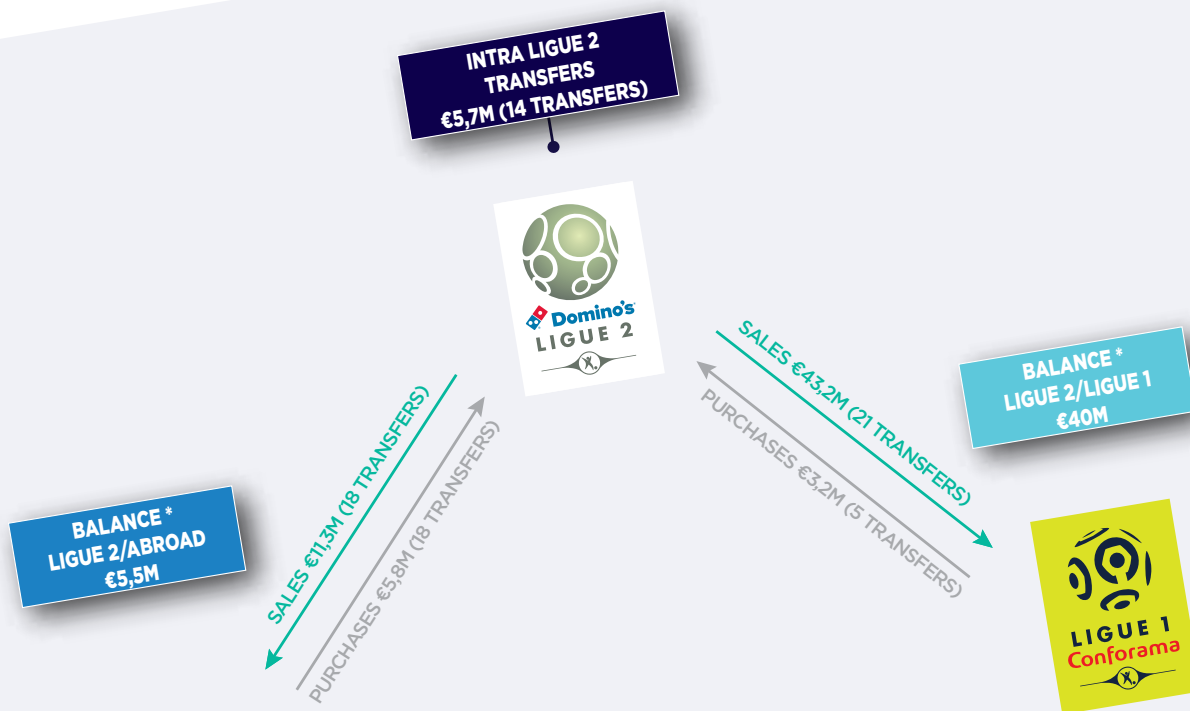 INTRA LIGUE 2
TRANSFERS
€5,7M (14 TRANSFERS)
Domino's
LIGUE 2
SALES €43,2M (21 TRANSFERS)
PURCHASES €3,2M (5 TRANSFERS)
BALANCE *
LIGUE 2/LIGUE 1
€40M
SALES €11,3M (18 TRANSFERS)
PURCHASES €5,8M (18 TRANSFERS)
BALANCE *
LIGUE 2/ABROAD
€5,5M
LIGUE 1
Conforama